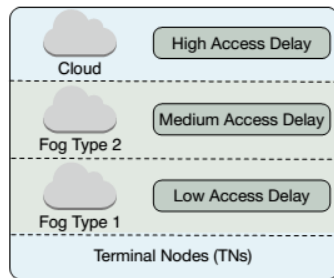 High Access Delay
Cloud
Medium Access Delay
Fog Type 2
Low Access Delay
Fog Type 1
Terminal Nodes (TNs)